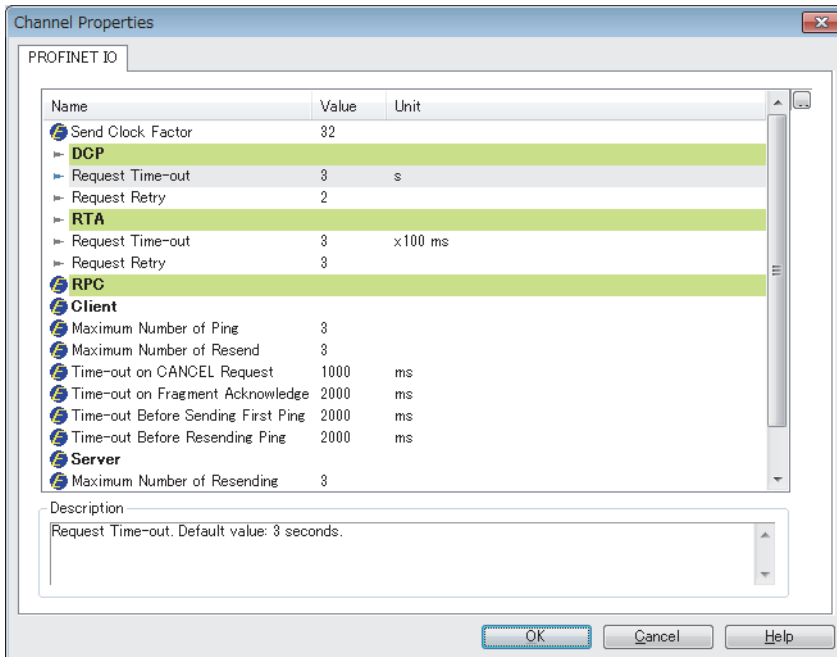 Channel Properties
PROFINET IO
Name Value Unit
Send Clock Factor 32
DCP
Request Time-out 3 s
Request Retry 2
RTA
Request Time-out 3 x100 ms
Request Retry 3
RPC
Client
Maximum Number of Ping 3
Maximum Number of Resend 3
Time-out on CANCEL Request 1000 ms
Time-out on Fragment Acknowledge 2000 ms
Time-out Before Sending First Ping 2000 ms
Time-out Before Resending Ping 2000 ms
Server
Maximum Number of Resending 3
Description
Request Time-out. Default value: 3 seconds.
OK Cancel Help